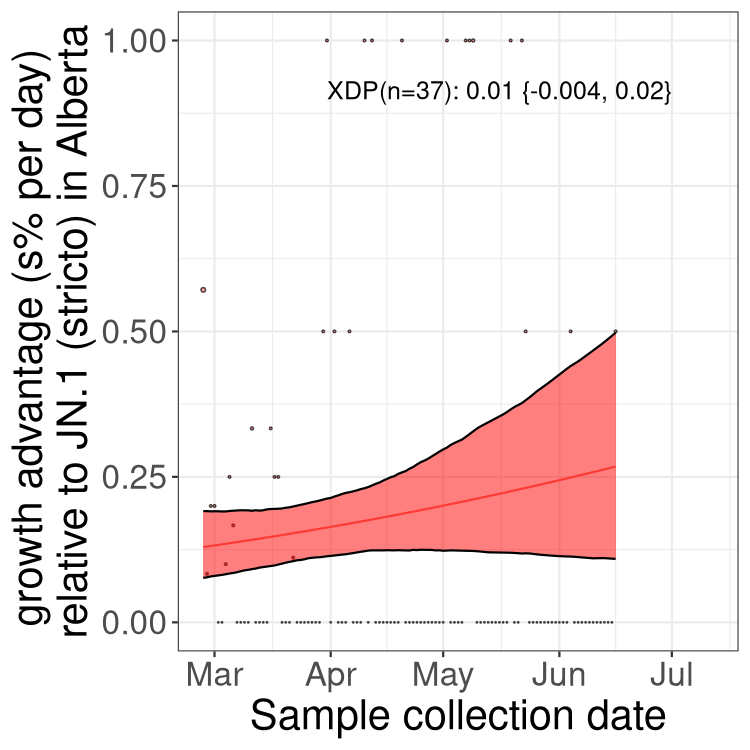 growth advantage (s% per day)
relative to JN.1 (stricto) in Alberta
1.00
0.75
0.50
0.25
0.00
XDP(n=37): 0.01 {-0.004, 0.02}
Mar Apr May Jun Jul
Sample collection date